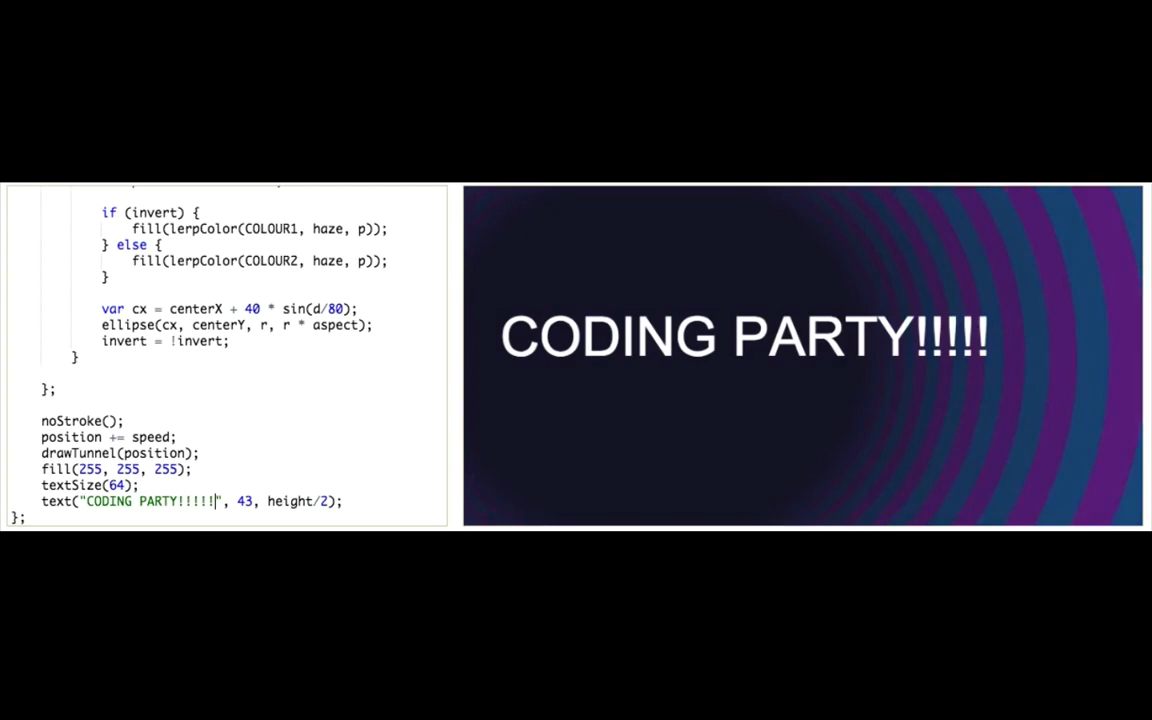 if (invert) {
fill(lerpColor(COLOUR1, haze, p));
} else {
fill(lerpColor(COLOUR2, haze, p));
}
var cx = centerX + 40 * sin(d/80);
ellipse(cx, centerY, r, r * aspect);
invert = !invert;
}
};
noStroke();
position += speed;
drawTunnel(position);
fill(255, 255, 255);
textSize(64);
text("CODING PARTY!!!!!", 43, height/2);
};
CODING PARTY!!!!!